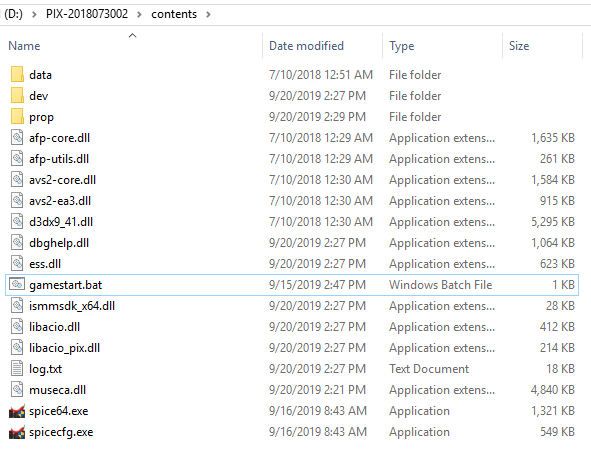 (D:) > PIX-2018073002 > contents >
Name Date modified Type Size
data 7/10/2018 12:51 AM File folder
dev 9/20/2019 2:27 PM File folder
prop 9/20/2019 2:29 PM File folder
afp-core.dll 7/10/2018 12:29 AM Application extens... 1,635 KB
afp-utils.dll 7/10/2018 12:29 AM Application extens... 261 KB
avs2-core.dll 7/10/2018 12:30 AM Application extens... 1,584 KB
avs2-ea3.dll 7/10/2018 12:30 AM Application extens... 915 KB
d3dx9_41.dll 7/10/2018 12:30 AM Application extens... 5,295 KB
dbghelp.dll 9/20/2019 2:27 PM Application extens... 1,064 KB
ess.dll 9/20/2019 2:27 PM Application extens... 623 KB
gamestart.bat 9/15/2019 2:47 PM Windows Batch File 1 KB
ismmsdk_x64.dll 9/20/2019 2:27 PM Application extens... 28 KB
libacio.dll 9/20/2019 2:27 PM Application extens... 412 KB
libacio_pix.dll 9/20/2019 2:27 PM Application extens... 214 KB
log.txt 9/20/2019 2:27 PM Text Document 18 KB
museca.dll 9/20/2019 2:21 PM Application extens... 4,840 KB
spice64.exe 9/16/2019 8:43 AM Application 1,321 KB
spicecfg.exe 9/16/2019 8:43 AM Application 549 KB